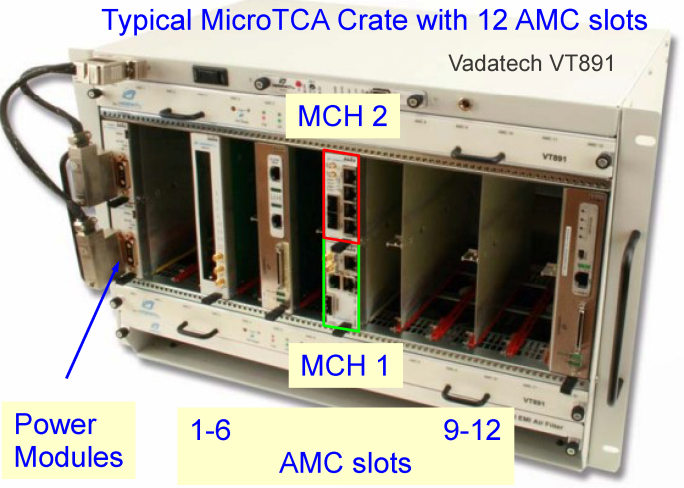 Typical MicroTCA Crate with 12 AMC slots
Vadatech VT891
MCH 2
VT891
MCH 1
VT891
EMI Air Filter
Power
Modules
1-6
9-12
AMC slots